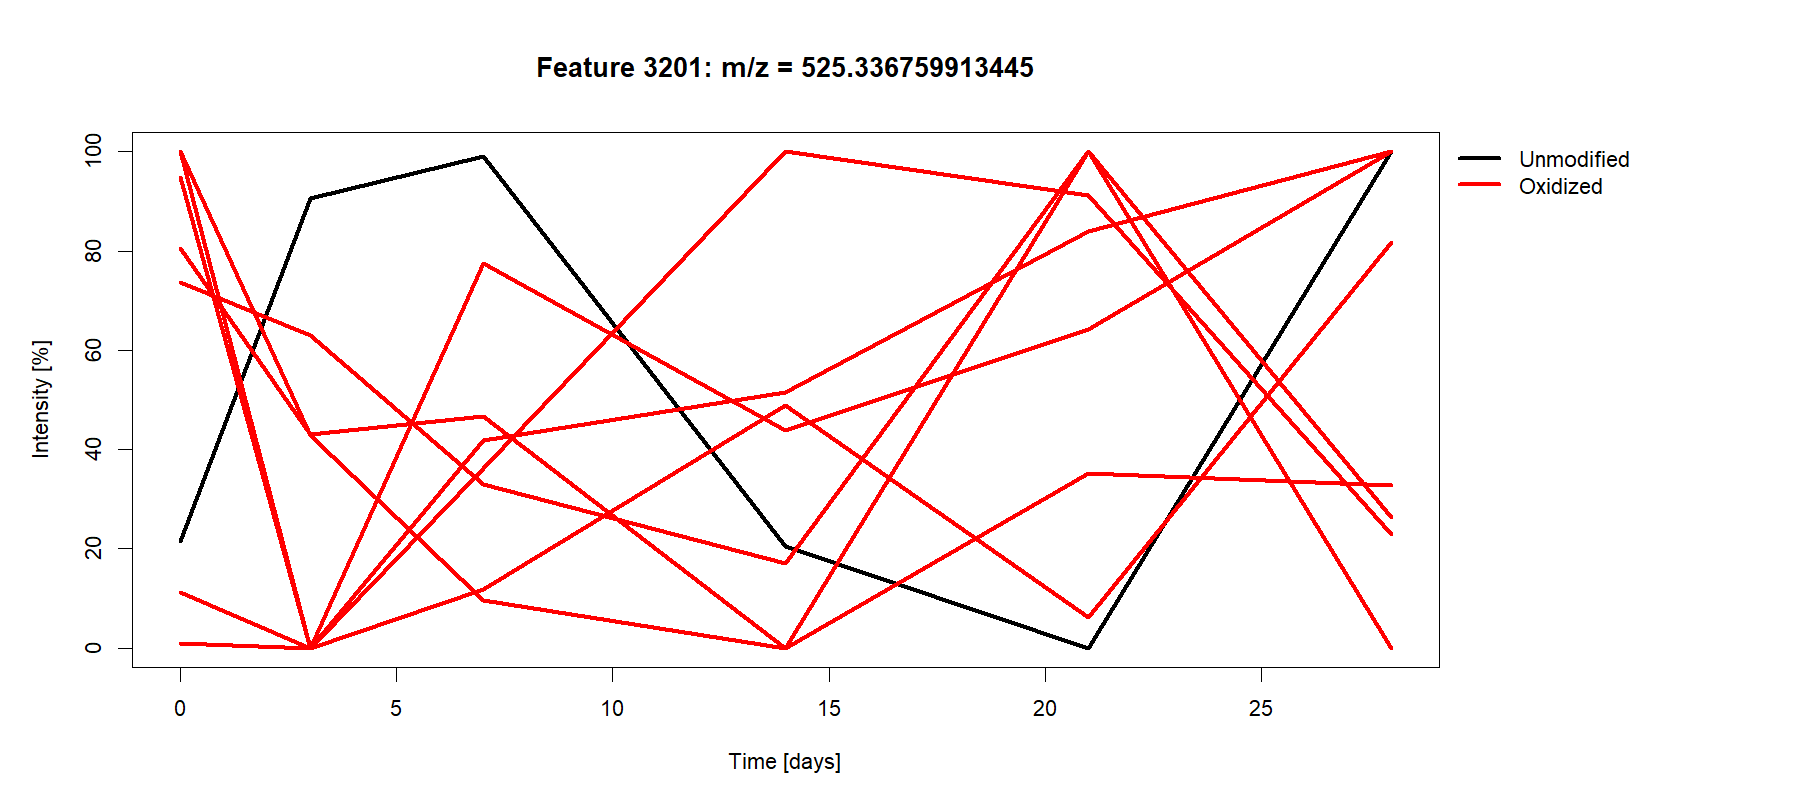 Feature 3201: m/z = 525.336759913445
Unmodified
Oxidized
Intensity [%]
100
80
60
40
20
0
0 5 10 15 20 25
Time [days]